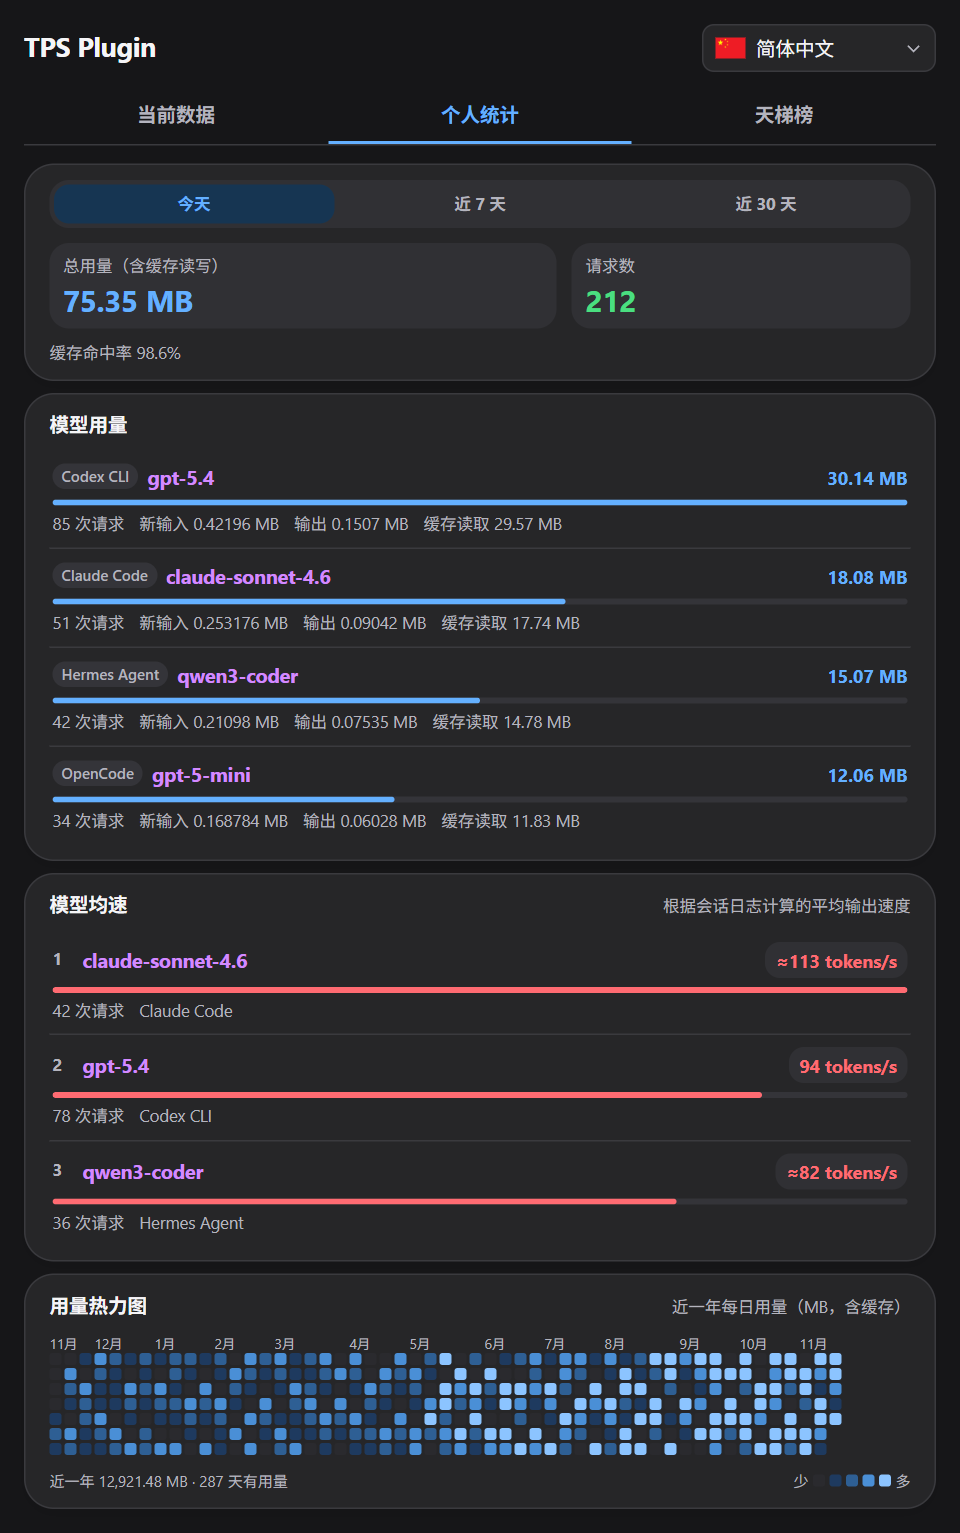 TPS Plugin
简体中文
当前数据 个人统计 天梯榜
今天 近 7 天 近 30 天
总用量（含缓存读写） 请求数
75.35 MB 212
缓存命中率 98.6%
模型用量
Codex CLI gpt-5.4 30.14 MB
85 次请求 新输入 0.42196 MB 输出 0.1507 MB 缓存读取 29.57 MB
Claude Code claude-sonnet-4.6 18.08 MB
51 次请求 新输入 0.253176 MB 输出 0.09042 MB 缓存读取 17.74 MB
Hermes Agent qwen3-coder 15.07 MB
42 次请求 新输入 0.21098 MB 输出 0.07535 MB 缓存读取 14.78 MB
OpenCode gpt-5-mini 12.06 MB
34 次请求 新输入 0.168784 MB 输出 0.06028 MB 缓存读取 11.83 MB
模型均速 根据会话日志计算的平均输出速度
1 claude-sonnet-4.6 ≈113 tokens/s
42 次请求 Claude Code
2 gpt-5.4 94 tokens/s
78 次请求 Codex CLI
3 qwen3-coder ≈82 tokens/s
36 次请求 Hermes Agent
用量热力图 近一年每日用量（MB，含缓存）
11月 12月 1月 2月 3月 4月 5月 6月 7月 8月 9月 10月 11月
近一年 12,921.48 MB · 287 天有用量 少 多